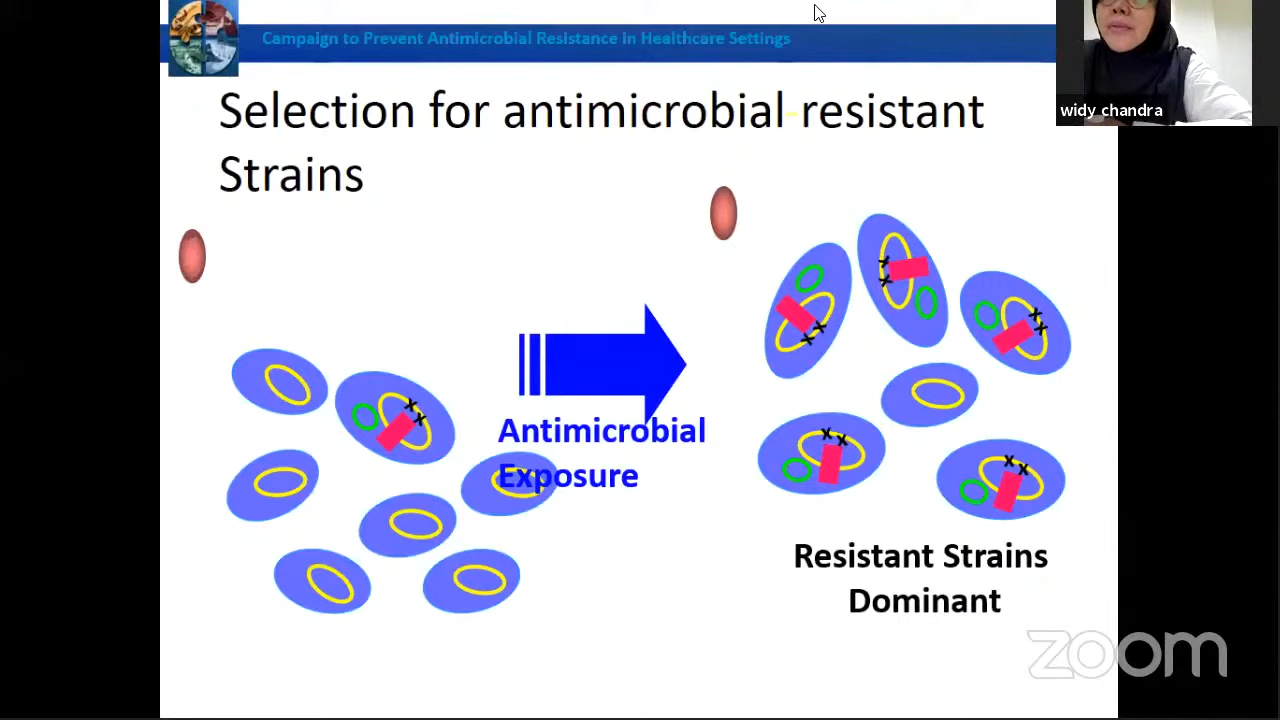 Campaign to Prevent Antimicrobial Resistance in Healthcare Settings
widy chandra
Selection for antimicrobial-resistant
Strains
Antimicrobial
Exposure
Resistant Strains
Dominant
zoom